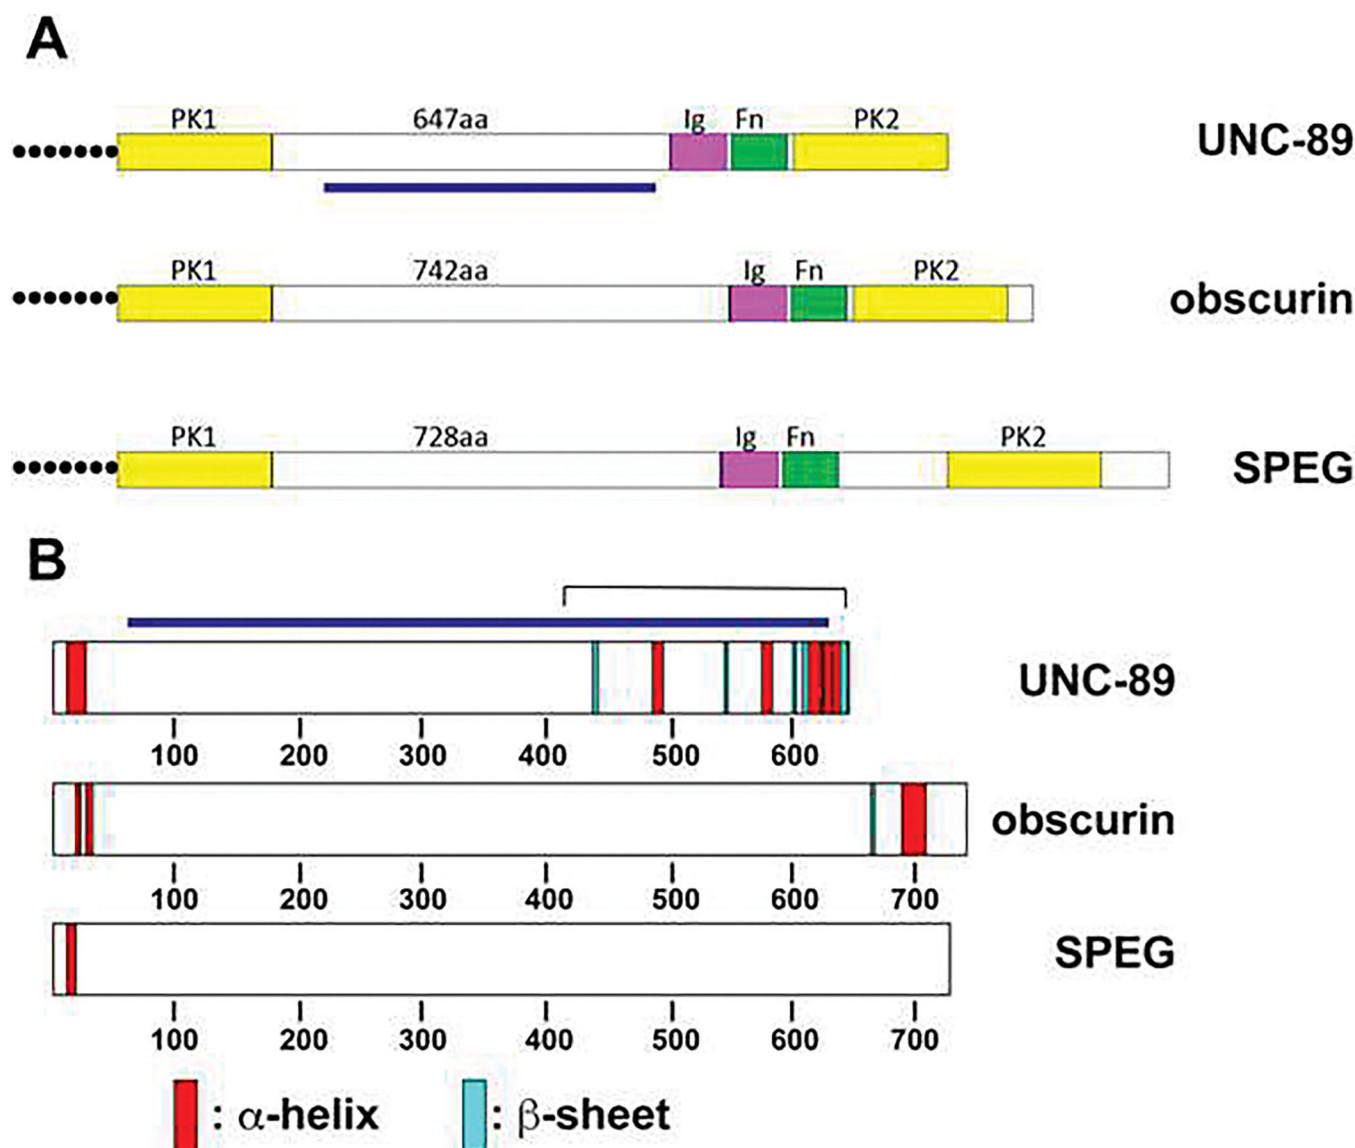 A
PK1 647aa Ig Fn PK2
UNC-89
PK1 742aa Ig Fn PK2
obscurin
PK1 728aa Ig Fn PK2
SPEG
B
UNC-89
100 200 300 400 500 600
obscurin
100 200 300 400 500 600 700
SPEG
100 200 300 400 500 600 700
: α-helix : β-sheet